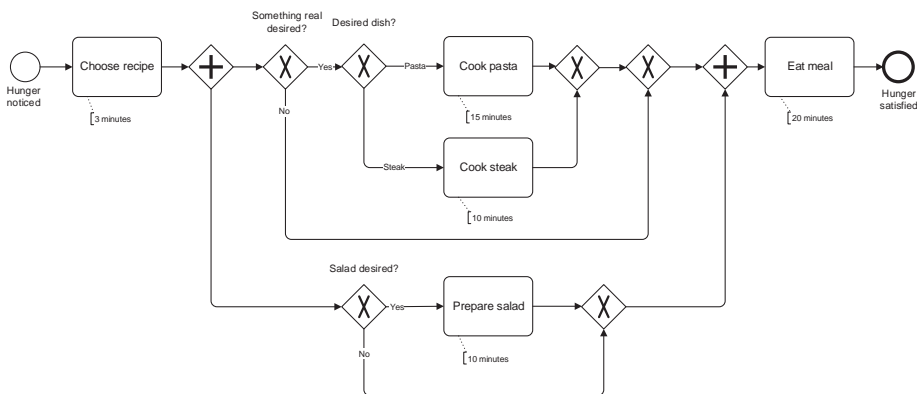 Something real
desired?
Desired dish?
Hunger
noticed
Choose recipe
3 minutes
Yes
No
Pasta
Cook pasta
15 minutes
Steak
Cook steak
10 minutes
Eat meal
20 minutes
Hunger
satisfied
Salad desired?
Yes
No
Prepare salad
10 minutes